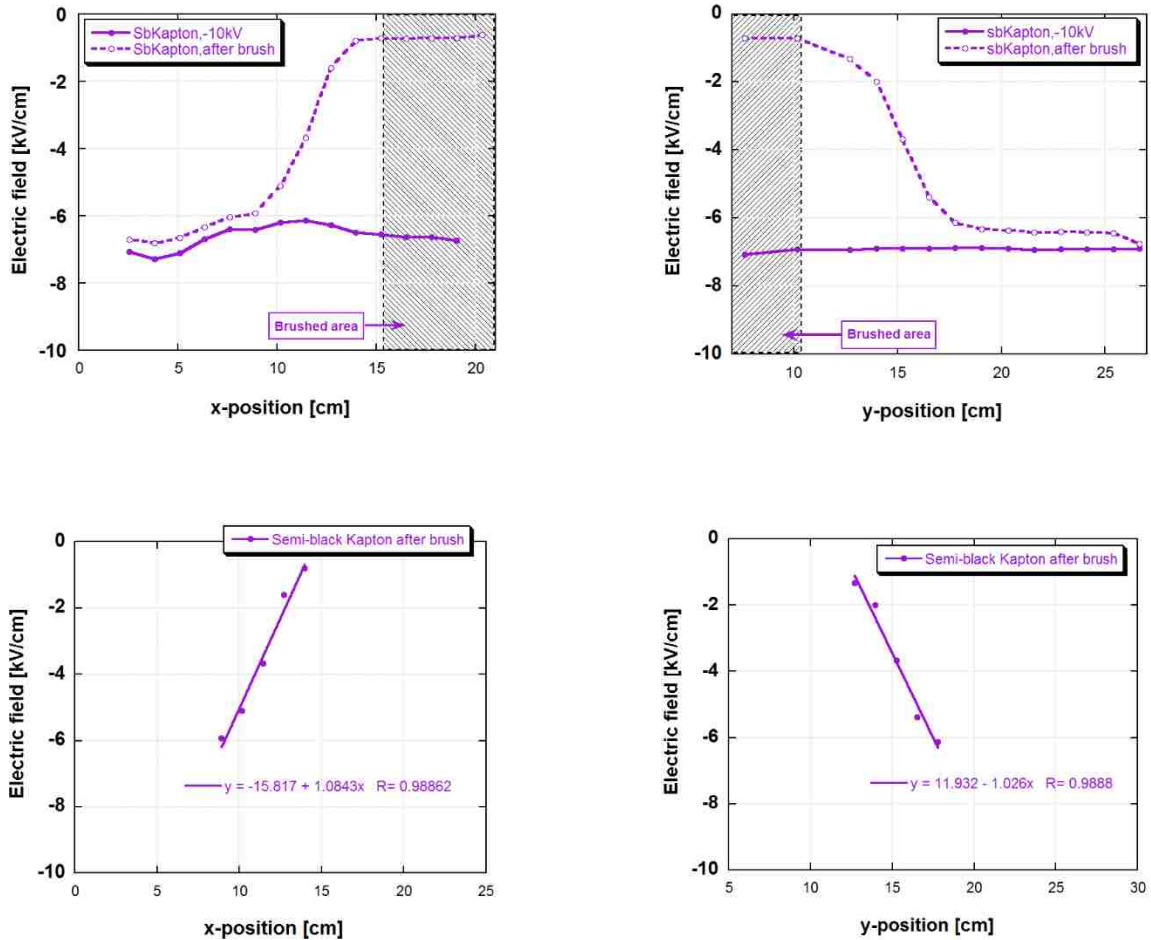 SbKapton,-10kV
SbKapton,after brush
0
-2
-4
-6
-8
-10
Electric field [kV/cm]
Brushed area
0 5 10 15 20
x-position [cm]
sbKapton,-10kV
sbKapton,after brush
0
-2
-4
-6
-8
-10
Electric field [kV/cm]
Brushed area
10 15 20 25
y-position [cm]
Semi-black Kapton after brush
0
-2
-4
-6
-8
-10
Electric field [kV/cm]
y = -15.817 + 1.0843x R= 0.98862
0 5 10 15 20 25
x-position [cm]
Semi-black Kapton after brush
0
-2
-4
-6
-8
-10
Electric field [kV/cm]
y = 11.932 - 1.026x R= 0.9888
5 10 15 20 25 30
y-position [cm]